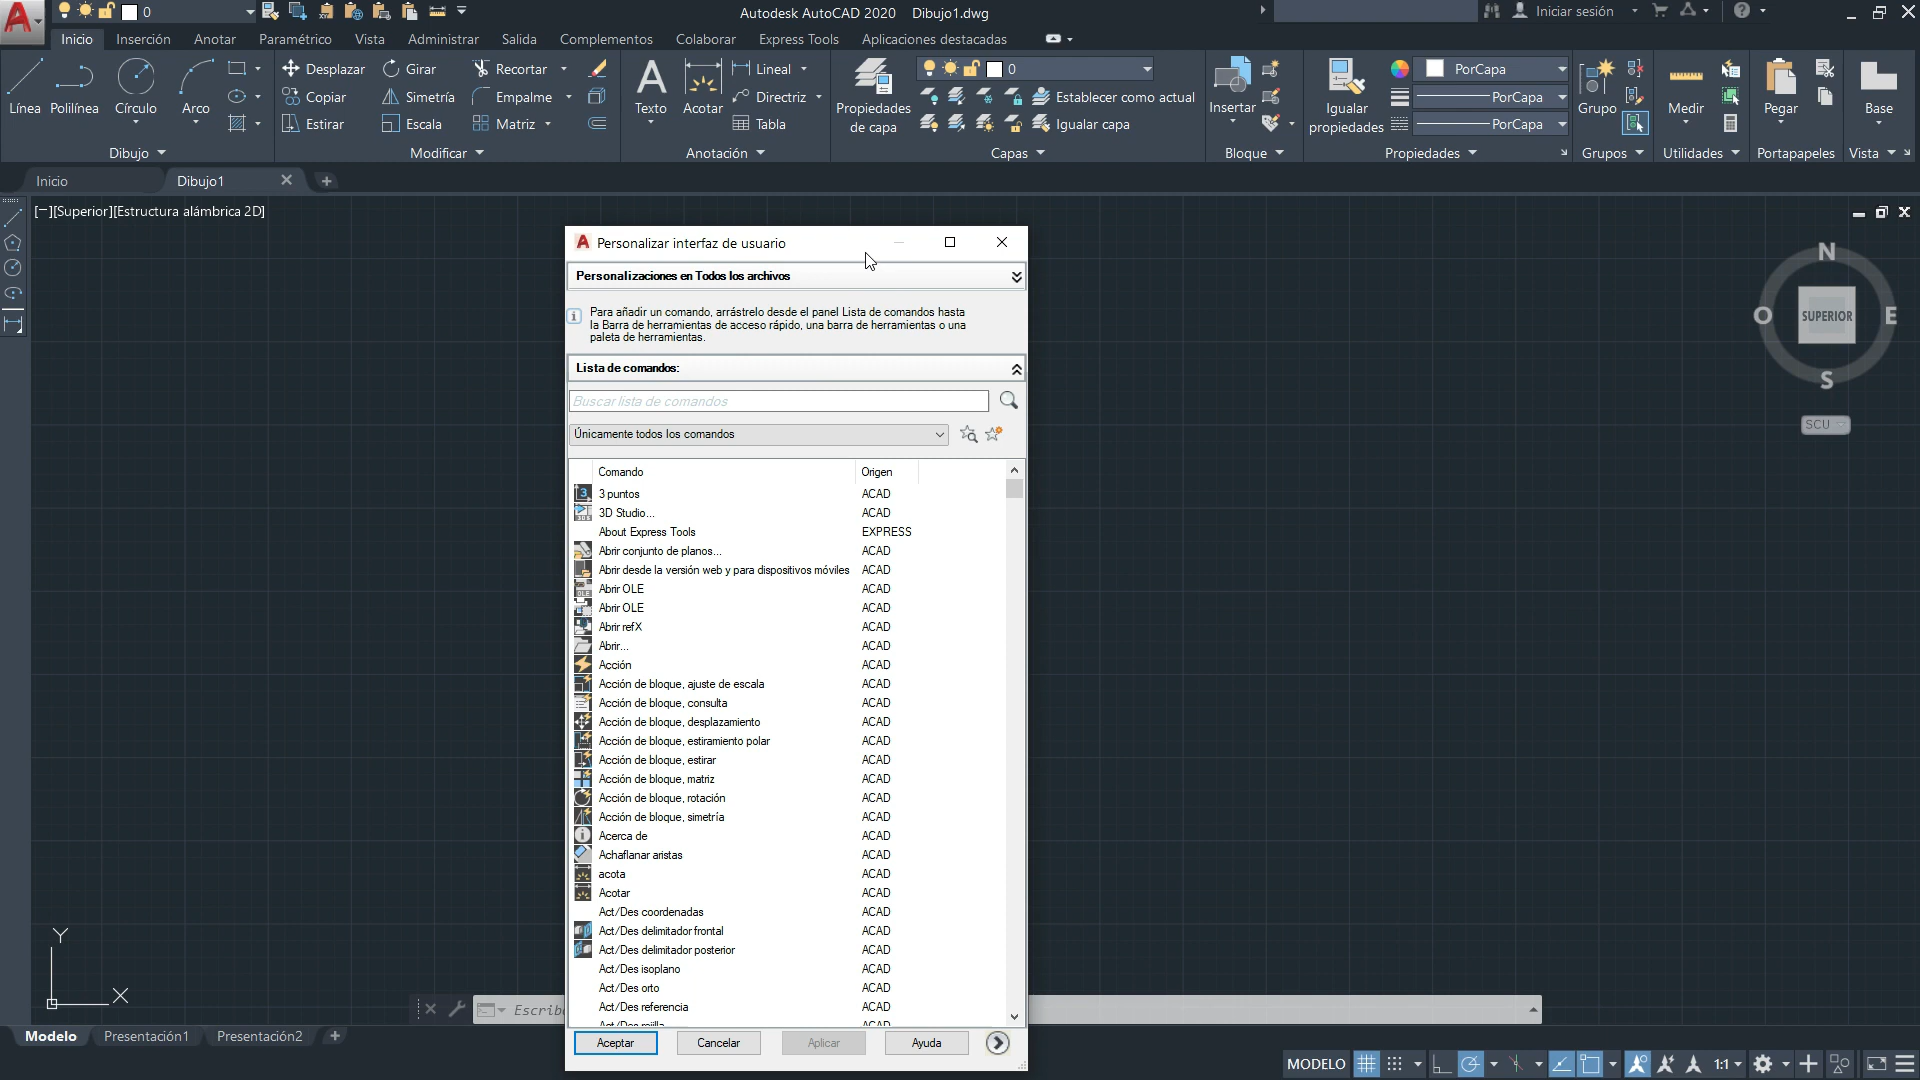 0
Autodesk AutoCAD 2020 Dibujo1.dwg
Iniciar sesión
Inicio Inserción Anotar Paramétrico Vista Administrar Salida Complementos Colaborar Express Tools Aplicaciones destacadas
Línea Polilínea Círculo Arco
Dibujo
Desplazar Girar Recortar
Copiar Simetría Empalme
Estirar Escala Matriz
Modificar
Texto Acotar
Lineal
Directriz
Tabla
Anotación
Propiedades
de capa
0
Establecer como actual
Igualar capa
Capas
Insertar
Bloque
Igualar
propiedades
PorCapa
PorCapa
PorCapa
Propiedades
Grupo
Grupos
Medir
Utilidades
Pegar
Portapapeles
Base
Vista
Inicio Dibujo1
[−][Superior][Estructura alámbrica 2D]
N
O SUPERIOR E
S
SCU
Personalizar interfaz de usuario
Personalizaciones en Todos los archivos
Para añadir un comando, arrástrelo desde el panel Lista de comandos hasta
la Barra de herramientas de acceso rápido, una barra de herramientas o una
paleta de herramientas.
Lista de comandos:
Buscar lista de comandos
Únicamente todos los comandos
Comando Origen
3 puntos ACAD
3D Studio... ACAD
About Express Tools EXPRESS
Abrir conjunto de planos... ACAD
Abrir desde la versión web y para dispositivos móviles ACAD
Abrir OLE ACAD
Abrir OLE ACAD
Abrir refX ACAD
Abrir... ACAD
Acción ACAD
Acción de bloque, ajuste de escala ACAD
Acción de bloque, consulta ACAD
Acción de bloque, desplazamiento ACAD
Acción de bloque, estiramiento polar ACAD
Acción de bloque, estirar ACAD
Acción de bloque, matriz ACAD
Acción de bloque, rotación ACAD
Acción de bloque, simetría ACAD
Acerca de ACAD
Achaflanar aristas ACAD
acota ACAD
Acotar ACAD
Act/Des coordenadas ACAD
Act/Des delimitador frontal ACAD
Act/Des delimitador posterior ACAD
Act/Des isoplano ACAD
Act/Des orto ACAD
Act/Des referencia ACAD
Act/Des rejilla ACAD
Aceptar Cancelar Aplicar Ayuda
Y
X
Escrib
Modelo Presentación1 Presentación2
MODELO 1:1